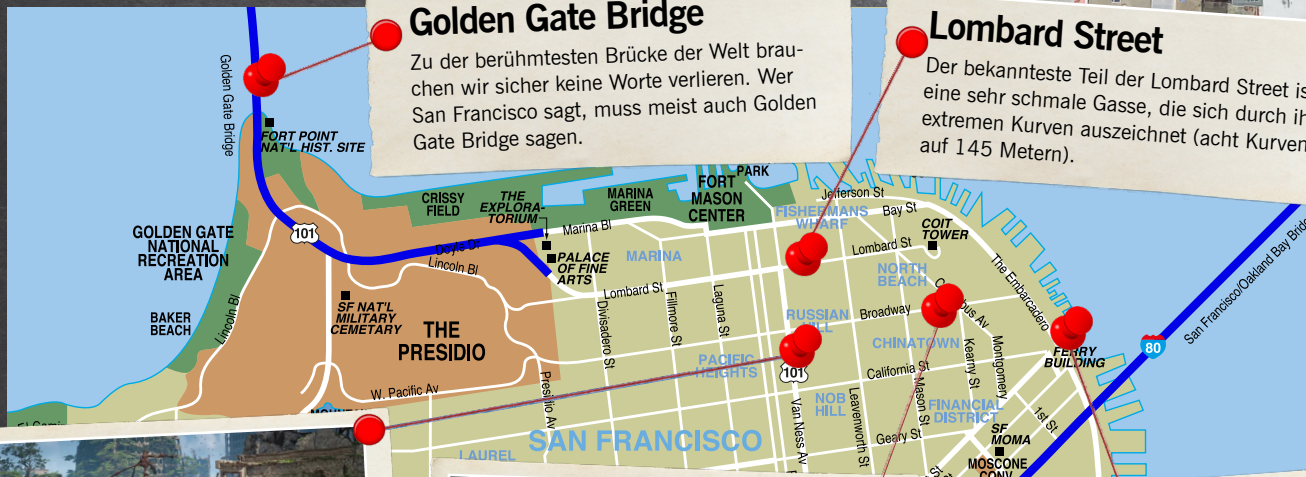 Golden Gate Bridge
Zu der berühmtesten Brücke der Welt brau-
chen wir sicher keine Worte verlieren. Wer
San Francisco sagt, muss meist auch Golden
Gate Bridge sagen.
Lombard Street
Der bekannteste Teil der Lombard Street is
eine sehr schmale Gasse, die sich durch ih
extremen Kurven auszeichnet (acht Kurven
auf 145 Metern).
Golden Gate Bridge
FORT POINT
NAT'L HIST. SITE
101
GOLDEN GATE
NATIONAL
RECREATION
AREA
BAKER
BEACH
Lincoln Bl
SF NAT'L
MILITARY
CEMETARY
THE
PRESIDIO
W. Pacific Av
Presidio Av
Doyle Dr
Lincoln Bl
CRISSY
FIELD
THE
EXPLORA-
TORIUM
PALACE
OF FINE
ARTS
Marina Bl
MARINA
GREEN
FORT
MASON
CENTER
PARK
MARINA
Lombard St
Divisadero St
Fillmore St
Laguna St
PACIFIC
HEIGHTS
SAN FRANCISCO
LAUREL
Jefferson St
FISHERMANS
WHARF
Bay St
Lombard St
COIT
TOWER
NORTH
BEACH
The Embarcadero
RUSSIAN
Broadway
CHINATOWN
101
California St
NOB
HILL
Van Ness Av
Leavenworth St
Mason St
Kearny St
Montgomery
FINANCIAL
DISTRICT
Geary St
1st St
SF
MOMA
MOSCONE
CONV.
FERRY
BUILDING
80
San Francisco/Oakland Bay Bridg